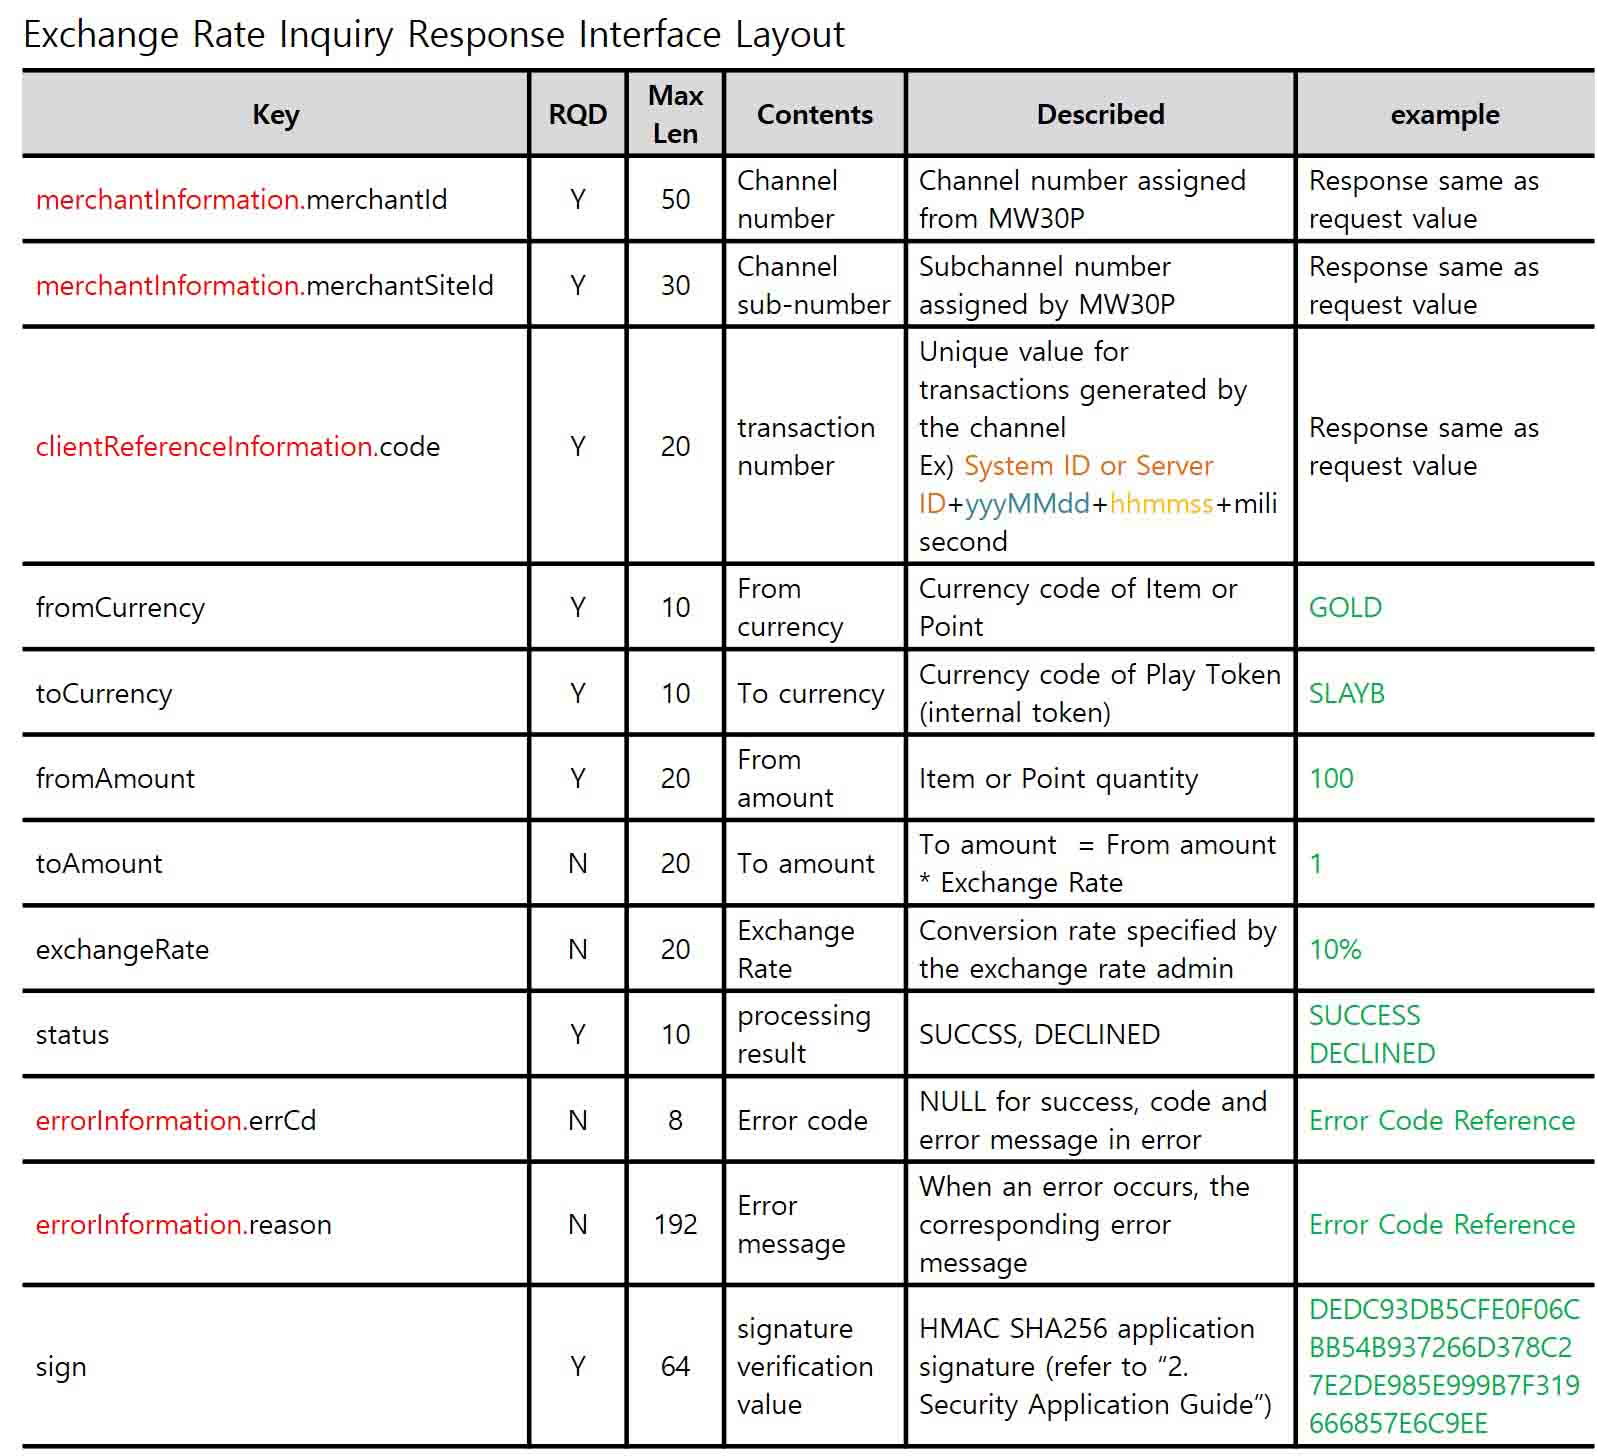 Exchange Rate Inquiry Response Interface Layout
Key RQD Max Len Contents Described example
merchantInformation.merchantId Y 50
Channel
number
Channel number assigned
from MW30P
Response same as
request value
merchantInformation.merchantSiteId Y 30
Channel
sub-number
Subchannel number
assigned by MW30P
Response same as
request value
clientReferenceInformation.code Y 20
transaction
number
Unique value for
transactions generated by
the channel
Ex) System ID or Server
ID+yyyMMdd+hhmmss+mili
second
Response same as
request value
fromCurrency Y 10
From
currency
Currency code of Item or
Point
GOLD
toCurrency Y 10
To currency
Currency code of Play Token
(internal token)
SLAYB
fromAmount Y 20
From
amount
Item or Point quantity
100
toAmount N 20
To amount
To amount = From amount
* Exchange Rate
1
exchangeRate N 20
Exchange
Rate
Conversion rate specified by
the exchange rate admin
10%
status Y 10
processing
result
SUCCSS, DECLINED
SUCCESS
DECLINED
errorInformation.errCd N 8
Error code
NULL for success, code and
error message in error
Error Code Reference
errorInformation.reason N 192
Error
message
When an error occurs, the
corresponding error
message
Error Code Reference
sign Y 64
signature
verification
value
HMAC SHA256 application
signature (refer to “2.
Security Application Guide”)
DEDC93DB5CFE0F06C
BB54B937266D378C2
7E2DE985E999B7F319
666857E6C9EE